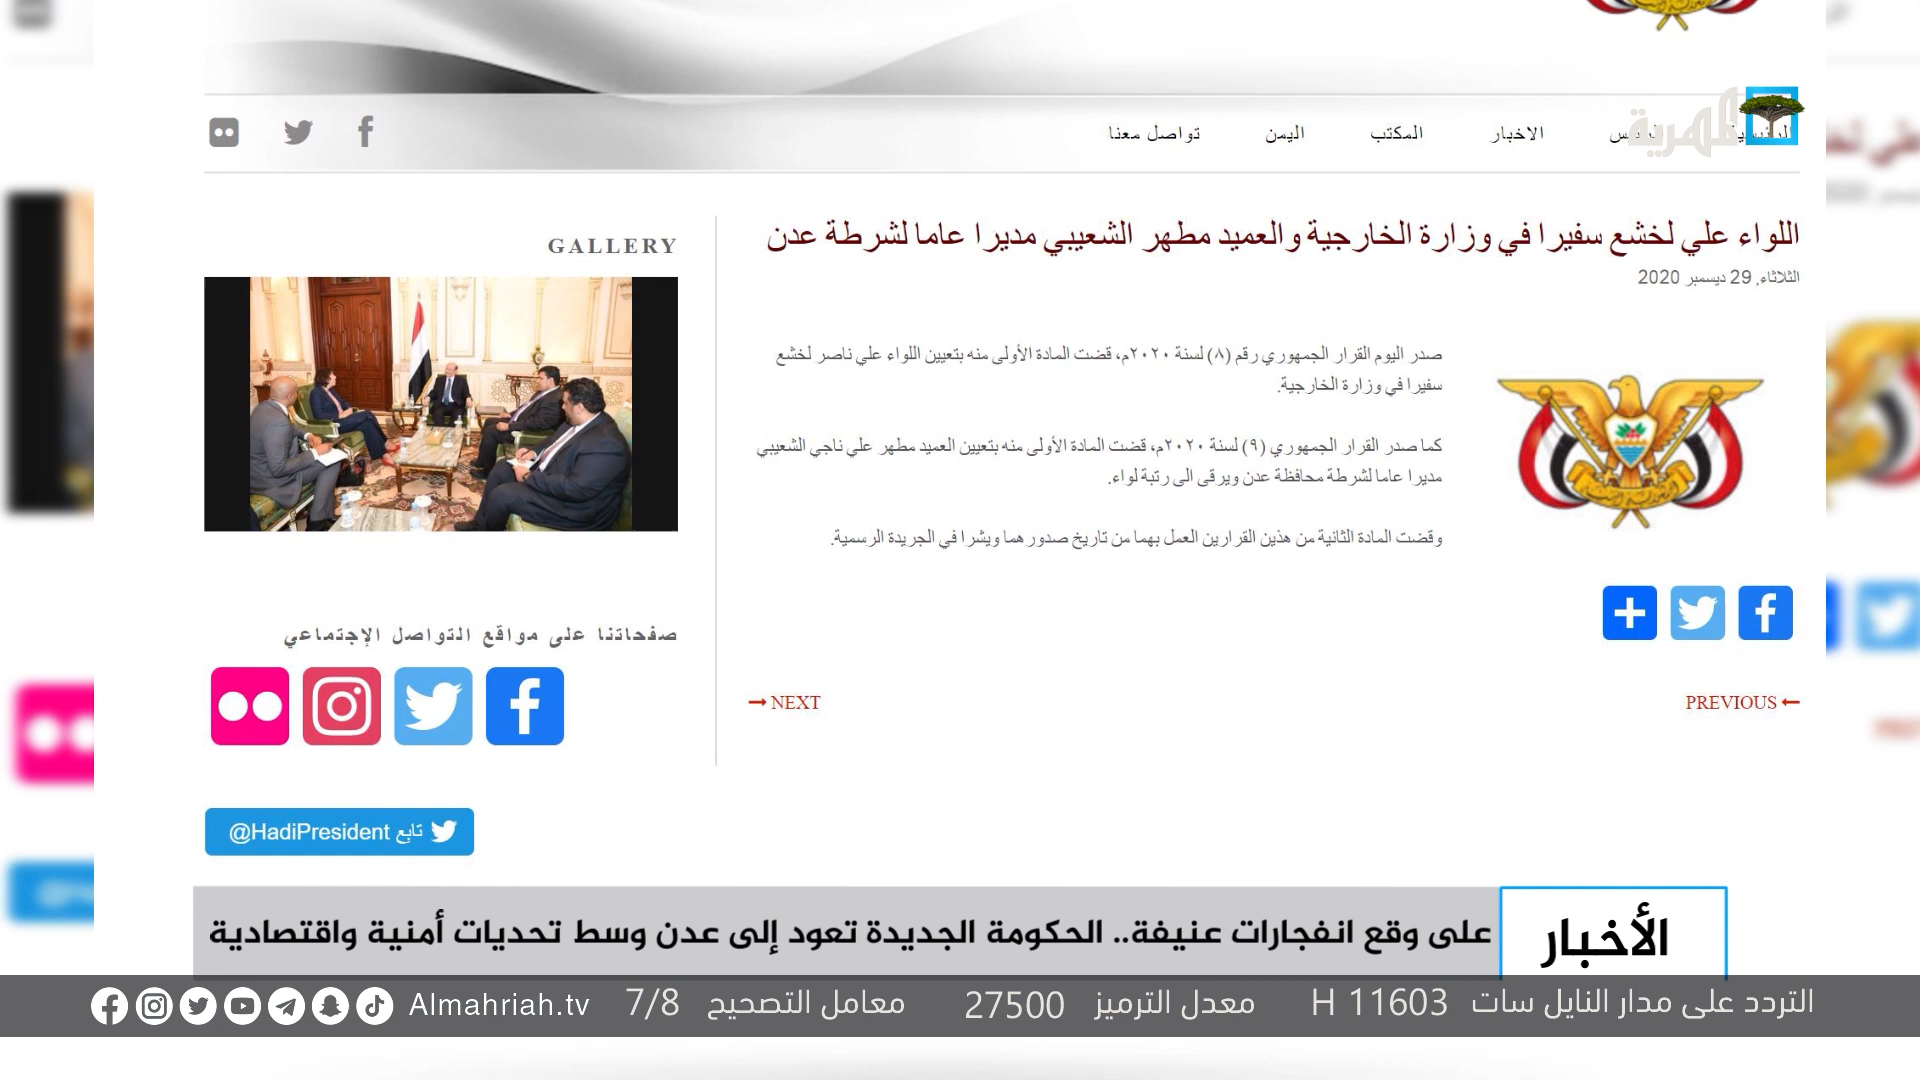 المهرية
الاخبار
المكتب
اليمن
تواصل معنا
اللواء علي لخشع سفيرا في وزارة الخارجية والعميد مطهر الشعيبي مديرا عاما لشرطة عدن
الثلاثاء, 29 ديسمبر 2020
صدر اليوم القرار الجمهوري رقم (٨) لسنة ٢٠٢٠م، قضت المادة الأولى منه بتعيين اللواء علي ناصر لخشع
سفيرا في وزارة الخارجية.
كما صدر القرار الجمهوري (٩) لسنة ٢٠٢٠م، قضت المادة الأولى منه بتعيين العميد مطهر علي ناجي الشعيبي
مديرا عاما لشرطة محافظة عدن ويرقى الى رتبة لواء.
وقضت المادة الثانية من هذين القرارين العمل بهما من تاريخ صدورهما ويشرا في الجريدة الرسمية.
PREVIOUS
NEXT
GALLERY
صفحاتنا على مواقع التواصل الإجتماعي
تابع @HadiPresident
الأخبار
على وقع انفجارات عنيفة.. الحكومة الجديدة تعود إلى عدن وسط تحديات أمنية واقتصادية
التردد على مدار النايل سات H 11603 معدل الترميز 27500 معامل التصحيح 7/8 Almahriah.tv